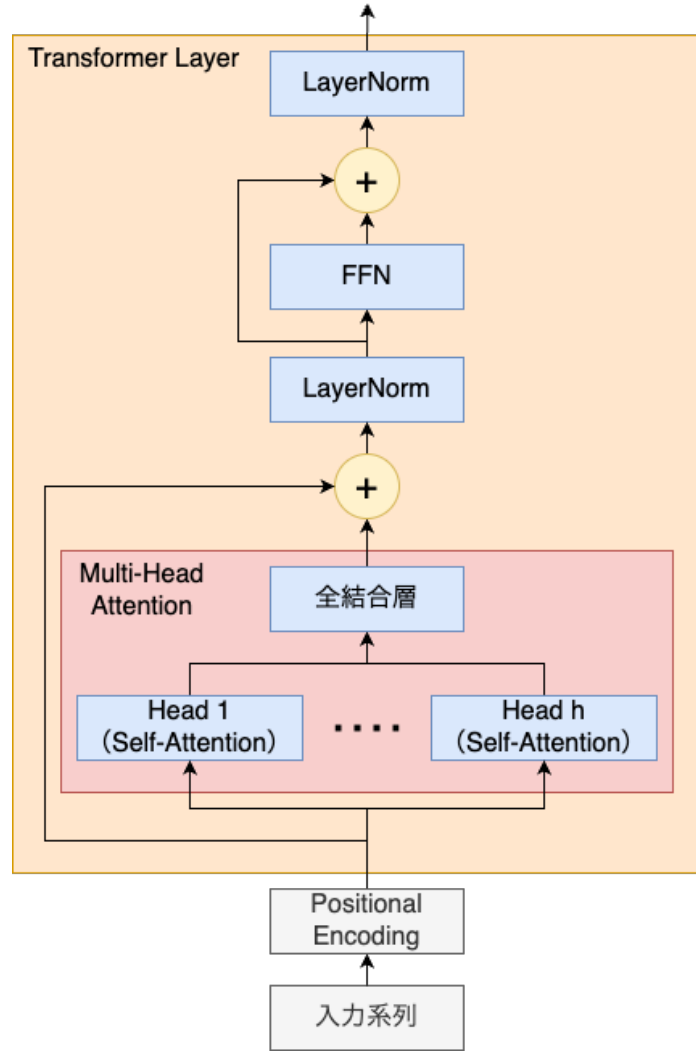 Transformer Layer
LayerNorm
+
FFN
LayerNorm
+
Multi-Head
Attention
全結合層
Head 1
（Self-Attention）
....
Head h
（Self-Attention）
Positional
Encoding
入力系列